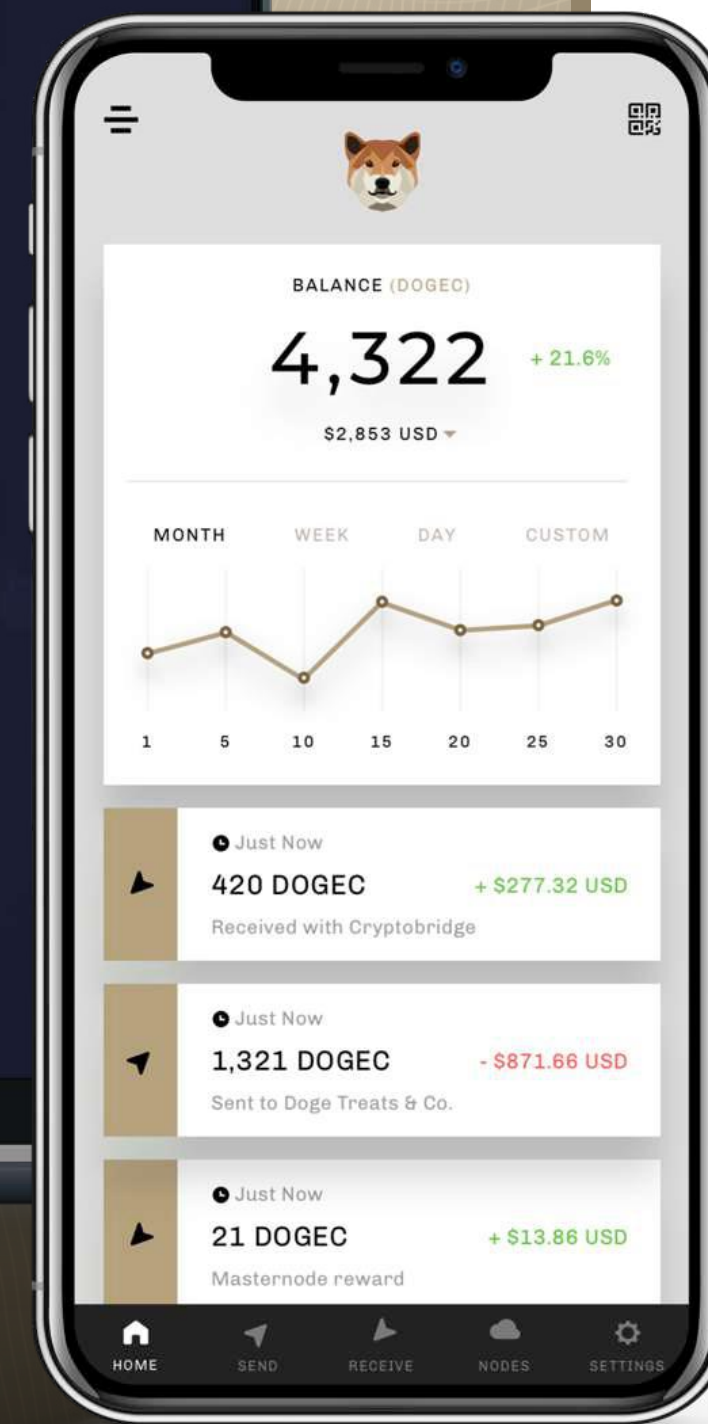 BALANCE (DOGEC)
4,322 + 21.6%
$2,853 USD
MONTH WEEK DAY CUSTOM
1 5 10 15 20 25 30
Just Now
420 DOGEC + $277.32 USD
Received with Cryptobridge
Just Now
1,321 DOGEC - $871.66 USD
Sent to Doge Treats & Co.
Just Now
21 DOGEC + $13.86 USD
Masternode reward
HOME SEND RECEIVE NODES SETTINGS